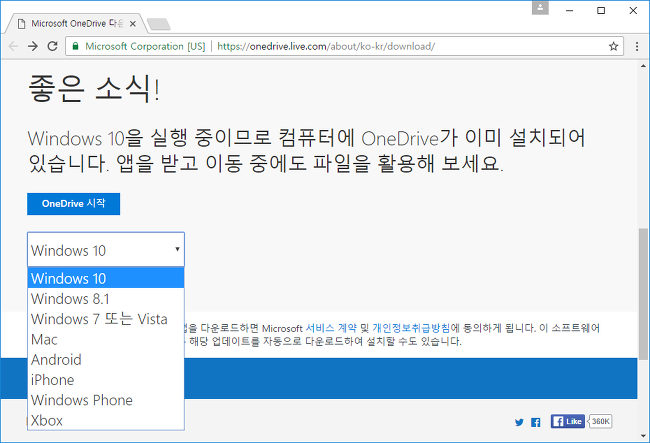 Microsoft OneDrive 다운
Microsoft Corporation [US] https://onedrive.live.com/about/ko-kr/download/
좋은 소식!
Windows 10을 실행 중이므로 컴퓨터에 OneDrive가 이미 설치되어
있습니다. 앱을 받고 이동 중에도 파일을 활용해 보세요.
OneDrive 시작
Windows 10
Windows 10
Windows 8.1
Windows 7 또는 Vista
Mac
Android
iPhone
Windows Phone
Xbox
앱을 다운로드하면 Microsoft 서비스 계약 및 개인정보취급방침에 동의하게 됩니다. 이 소프트웨어
해당 업데이트를 자동으로 다운로드하여 설치할 수도 있습니다.
Like 360K